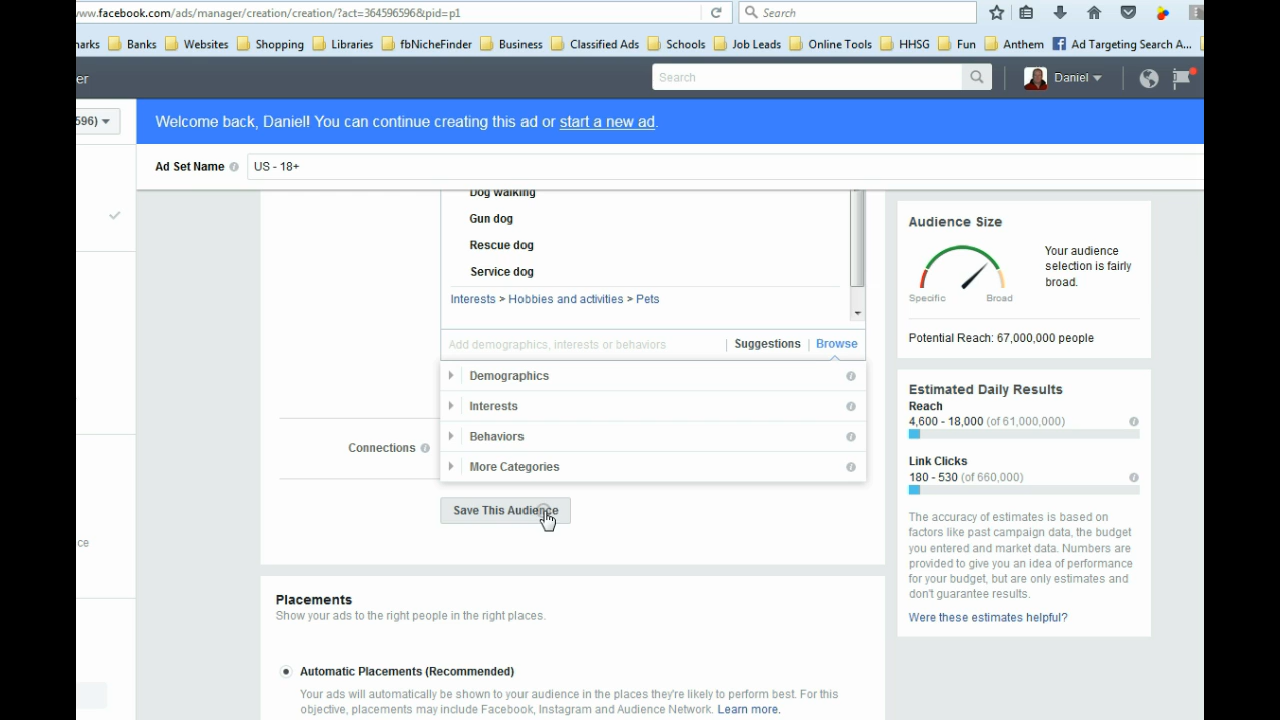 www.facebook.com/ads/manager/creation/creation/?act=364596596&pid=p1
Search
marks Banks Websites Shopping Libraries fbNicheFinder Business Classified Ads Schools Job Leads Online Tools HHSG Fun Anthem Ad Targeting Search A...
er
Search
Daniel
596)
Welcome back, Daniel! You can continue creating this ad or start a new ad.
Ad Set Name
US - 18+
Dog walking
Gun dog
Rescue dog
Service dog
Interests > Hobbies and activities > Pets
Add demographics, interests or behaviors | Suggestions | Browse
Demographics
Interests
Behaviors
More Categories
Connections
Save This Audience
ce
Placements
Show your ads to the right people in the right places.
Automatic Placements (Recommended)
Your ads will automatically be shown to your audience in the places they're likely to perform best. For this
objective, placements may include Facebook, Instagram and Audience Network. Learn more.
Audience Size
Your audience
selection is fairly
broad.
Specific
Broad
Potential Reach: 67,000,000 people
Estimated Daily Results
Reach
4,600 - 18,000 (of 61,000,000)
Link Clicks
180 - 530 (of 660,000)
The accuracy of estimates is based on
factors like past campaign data, the budget
you entered and market data. Numbers are
provided to give you an idea of performance
for your budget, but are only estimates and
don't guarantee results.
Were these estimates helpful?